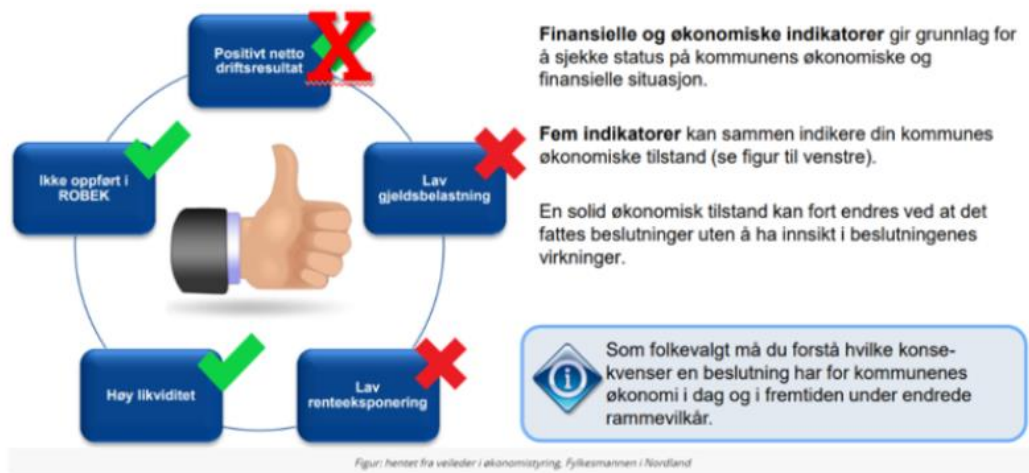 Positivt netto
driftsresultat
Ikke oppført i
ROBEK
Lav
gjeldsbelastning
Høy likviditet
Lav
renteeksponering
Finansielle og økonomiske indikatorer gir grunnlag for
å sjekke status på kommunens økonomiske og
finansielle situasjon.
Fem indikatorer kan sammen indikere din kommunes
økonomiske tilstand (se figur til venstre).
En solid økonomisk tilstand kan fort endres ved at det
fattes beslutninger uten å ha innsikt i beslutningenes
virkninger.
Som folkevalgt må du forstå hvilke konse-
kvenser en beslutning har for kommunenes
økonomi i dag og i fremtiden under endrede
rammevilkår.
Figur: hentet fra veileder i økonomistyring, Fylkesmannen i Nordland